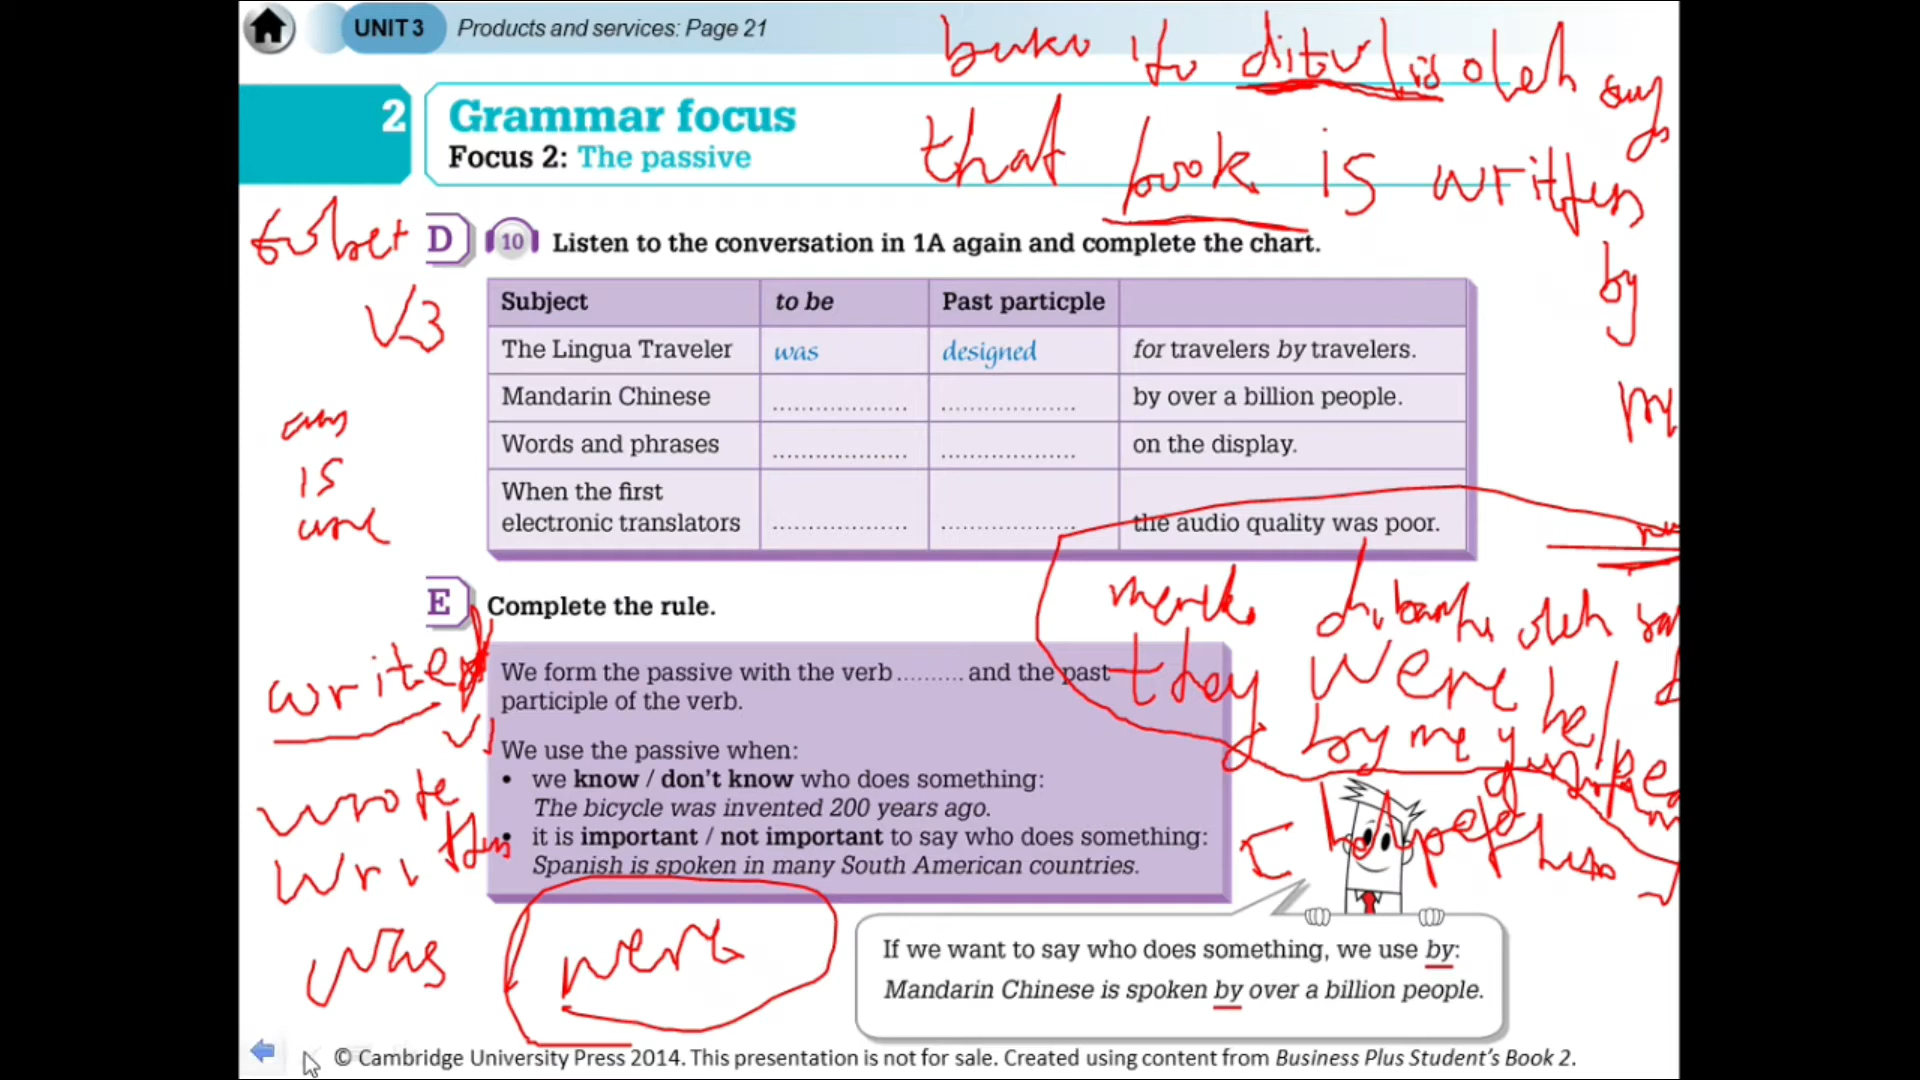 UNIT 3 Products and services: Page 21
buku itu ditulis oleh saya
2 Grammar focus
Focus 2: The passive
that book is written
by
D 10 Listen to the conversation in 1A again and complete the chart.
V3
Subject to be Past particple
The Lingua Traveler was designed for travelers by travelers.
Mandarin Chinese .................. .................. by over a billion people.
Words and phrases .................. .................. on the display.
When the first
electronic translators .................. .................. the audio quality was poor.
am
is
are
E Complete the rule.
oleh
they were helped
by my
We form the passive with the verb .......... and the past
participle of the verb.
write
We use the passive when:
• we know / don't know who does something:
The bicycle was invented 200 years ago.
• it is important / not important to say who does something:
Spanish is spoken in many South American countries.
wrote
written
was
were
If we want to say who does something, we use by:
Mandarin Chinese is spoken by over a billion people.
© Cambridge University Press 2014. This presentation is not for sale. Created using content from Business Plus Student's Book 2.